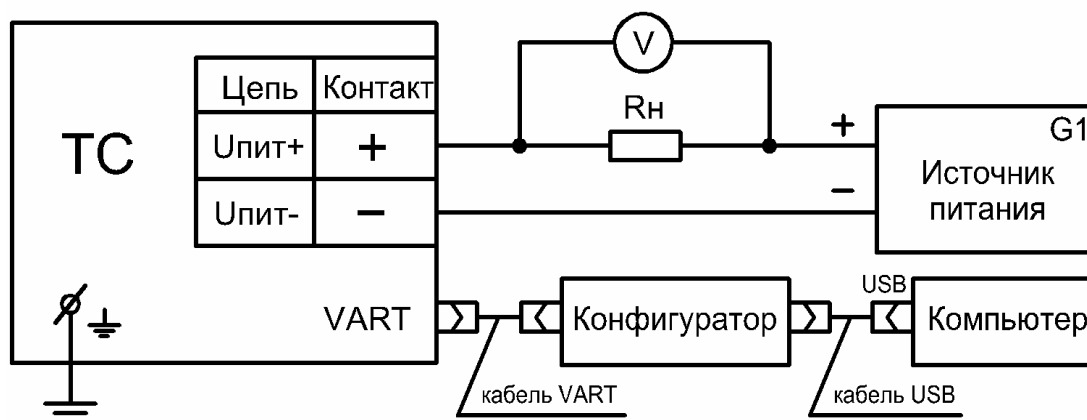 V
Цепь Контакт
Rн
+
G1
ТС
Uпит+ +
Источник
питания
Uпит- −
−
USB
VART
Конфигуратор
Компьютер
кабель VART
кабель USB